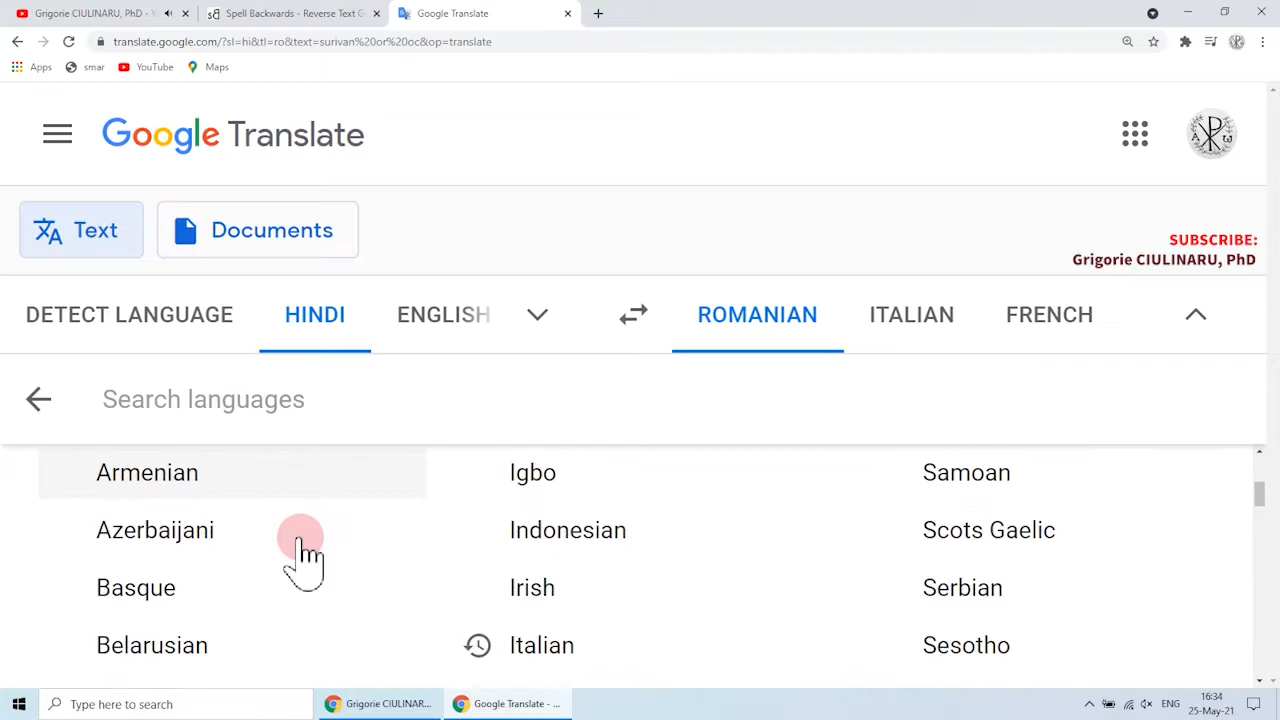 Grigorie CIULINARU, PhD - Y
Spell Backwards - Reverse Text G
Google Translate
translate.google.com/?sl=hi&tl=ro&text=surivan%20or%20oc&op=translate
Apps
smar
YouTube
Maps
Google Translate
Text
Documents
SUBSCRIBE:
Grigorie CIULINARU, PhD
DETECT LANGUAGE HINDI ENGLISH ROMANIAN ITALIAN FRENCH
Search languages
Armenian Igbo Samoan
Azerbaijani Indonesian Scots Gaelic
Basque Irish Serbian
Belarusian Italian Sesotho
Type here to search
Grigorie CIULINAR...
Google Translate - ...
ENG
16:34
25-May-21